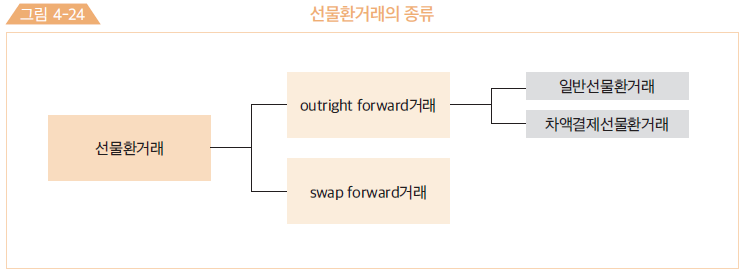 그림 4-24
선물환거래의 종류
선물환거래
outright forward거래
일반선물환거래
차액결제선물환거래
swap forward거래